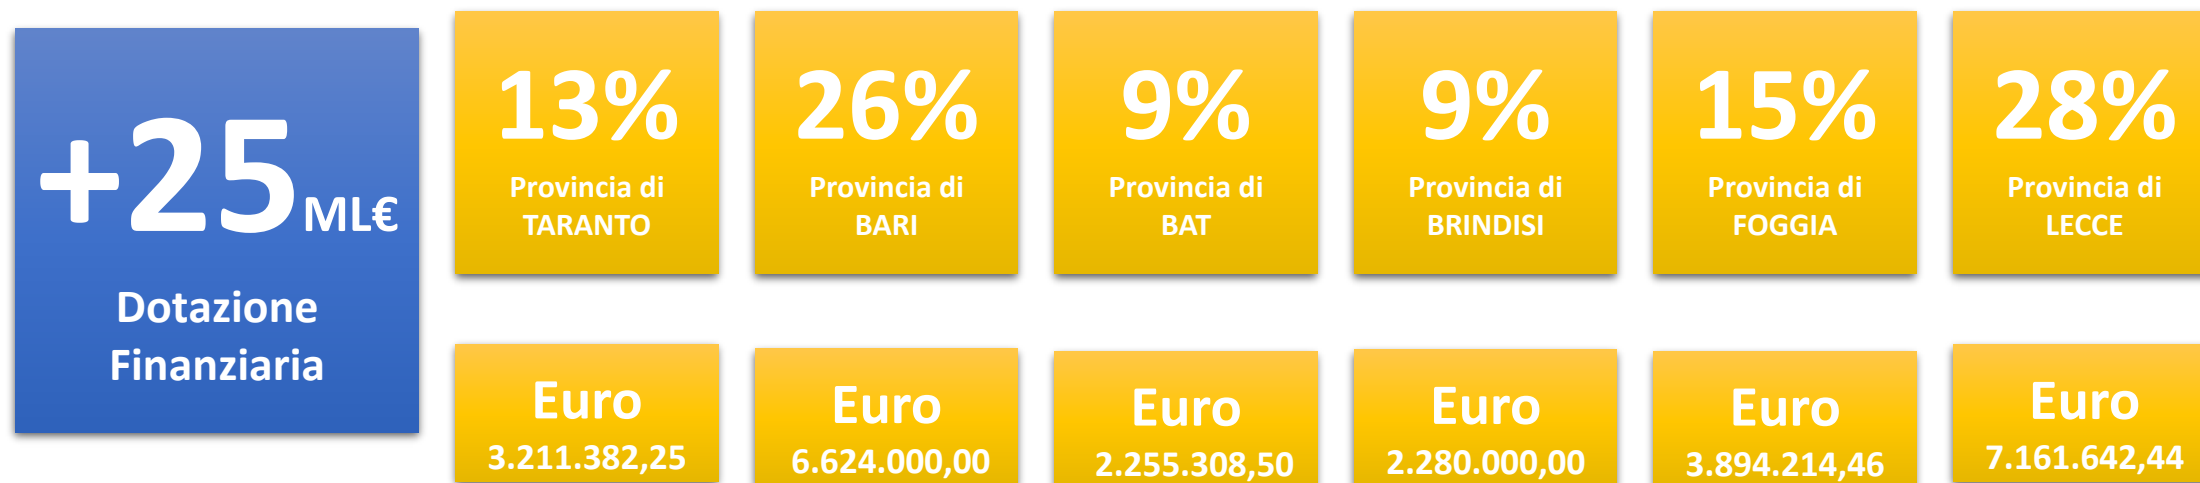 +25 ML€
Dotazione
Finanziaria
13%
Provincia di
TARANTO
26%
Provincia di
BARI
9%
Provincia di
BAT
9%
Provincia di
BRINDISI
15%
Provincia di
FOGGIA
28%
Provincia di
LECCE
Euro
3.211.382,25
Euro
6.624.000,00
Euro
2.255.308,50
Euro
2.280.000,00
Euro
3.894.214,46
Euro
7.161.642,44